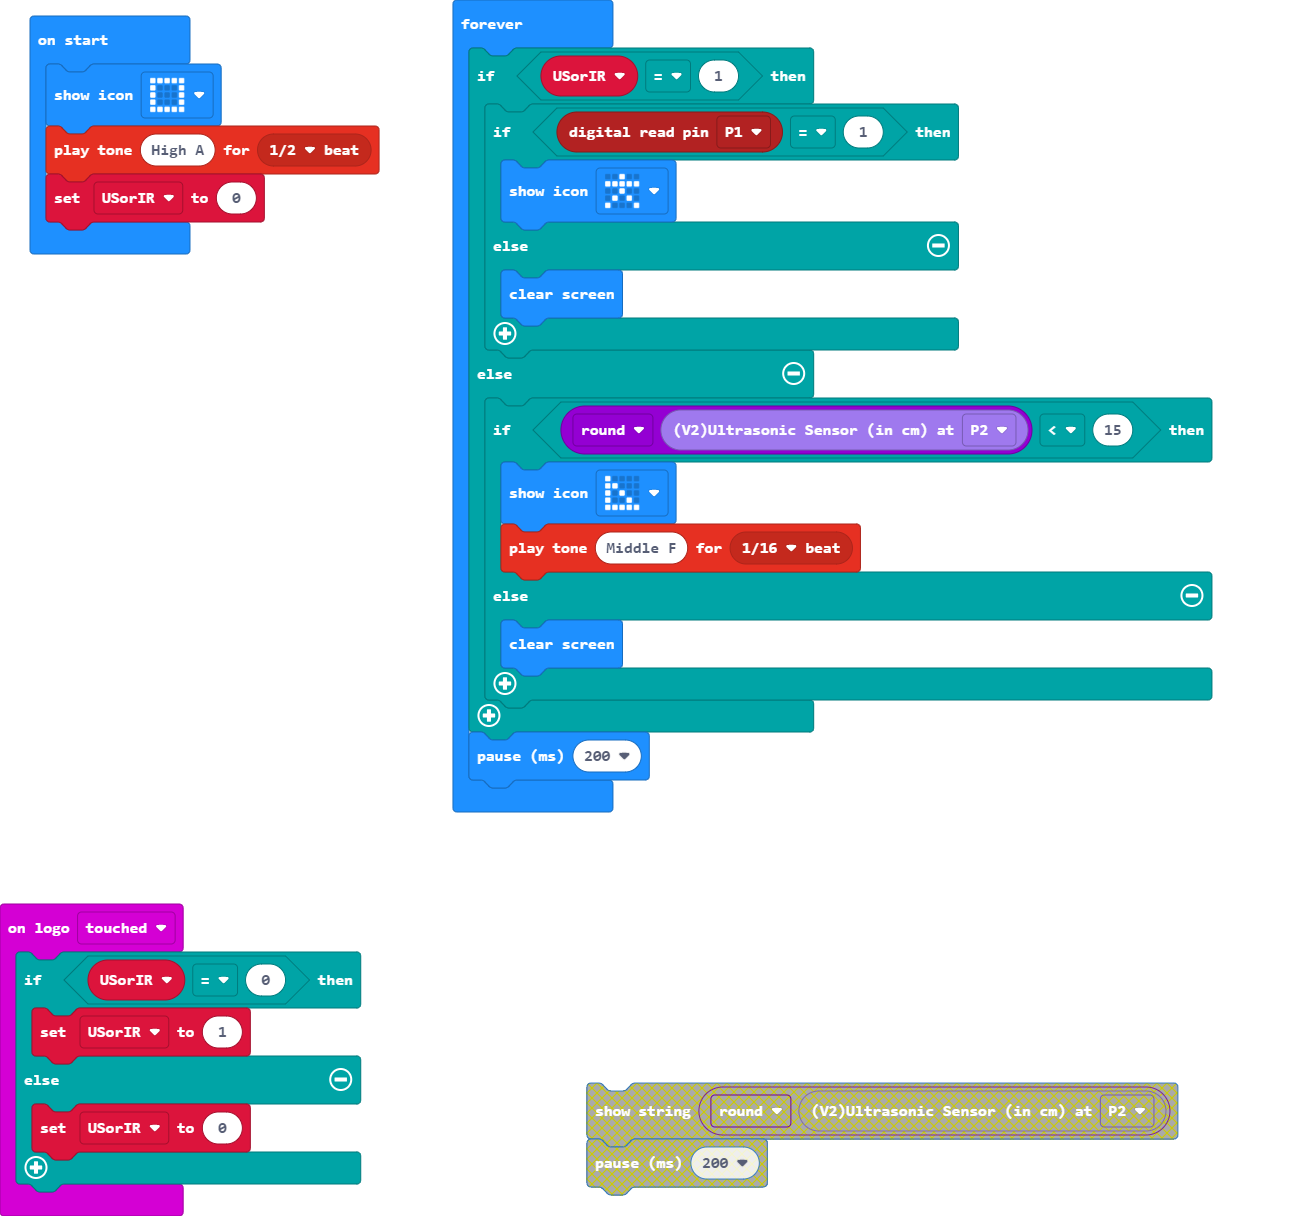 on start
show icon
play tone High A for 1/2 beat
set USorIR to 0
forever
if USorIR = 1 then
if digital read pin P1 = 1 then
show icon
else
clear screen
else
if round (V2)Ultrasonic Sensor (in cm) at P2 < 15 then
show icon
play tone Middle F for 1/16 beat
else
clear screen
pause (ms) 200
on logo touched
if USorIR = 0 then
set USorIR to 1
else
set USorIR to 0
show string round (V2)Ultrasonic Sensor (in cm) at P2
pause (ms) 200